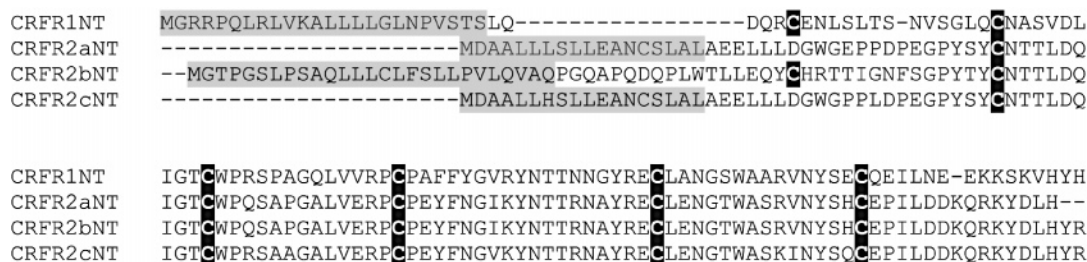 CRFR1NT MGRRPQLRLVKALLLLGLNPVSTSLQ-----------------DQRCENLSLTS-NVSGLQCNASVDL
CRFR2aNT ----------------------MDAALLLSLLEANCSLALAEELLLDGWGEPPDPEGPYSYCNTTLDQ
CRFR2bNT --MGTPGSLPSAQLLLCLFSLLPVLQVAQPGQAPQDQPLWTLLEQYCHRTTIGNFSGPYTYCNTTLDQ
CRFR2cNT ----------------------MDAALLHSLLEANCSLALAEELLLDGWGPPLDPEGPYSYCNTTLDQ
CRFR1NT IGTCWPRSPAGQLVVRPCPAFFYGVRYNTTNNGYRECLANGSWAARVNYSECQEILNE-EKKSKVHYH
CRFR2aNT IGTCWPQSAPGALVERPCPEYFNGIKYNTTRNAYRECLENGTWASRVNYSHCEPILDDKQRKYDLH--
CRFR2bNT IGTCWPQSAPGALVERPCPEYFNGIKYNTTRNAYRECLENGTWASRVNYSHCEPILDDKQRKYDLHYR
CRFR2cNT IGTCWPRSAAGALVERPCPEYFNGVKYNTTRNAYRECLENGTWASKINYSQCEPILDDKQRKYDLHYR